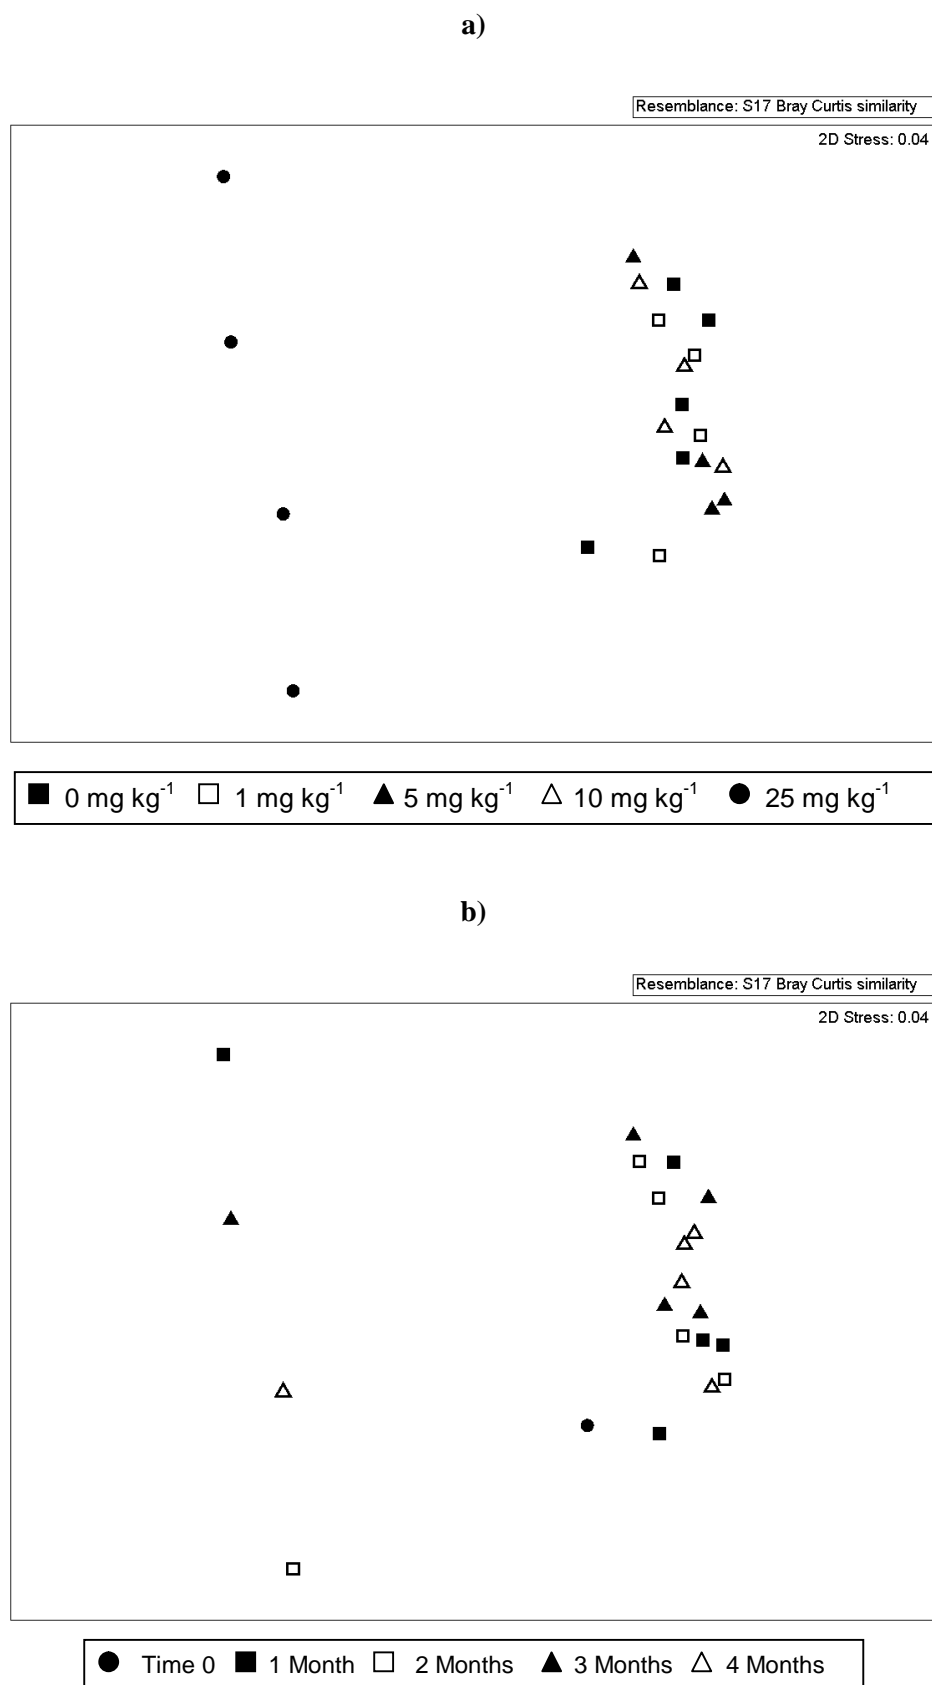 a)
Resemblance: S17 Bray Curtis similarity
2D Stress: 0.04
0 mg kg-1 1 mg kg-1 5 mg kg-1 10 mg kg-1 25 mg kg-1
b)
Resemblance: S17 Bray Curtis similarity
2D Stress: 0.04
Time 0 1 Month 2 Months 3 Months 4 Months